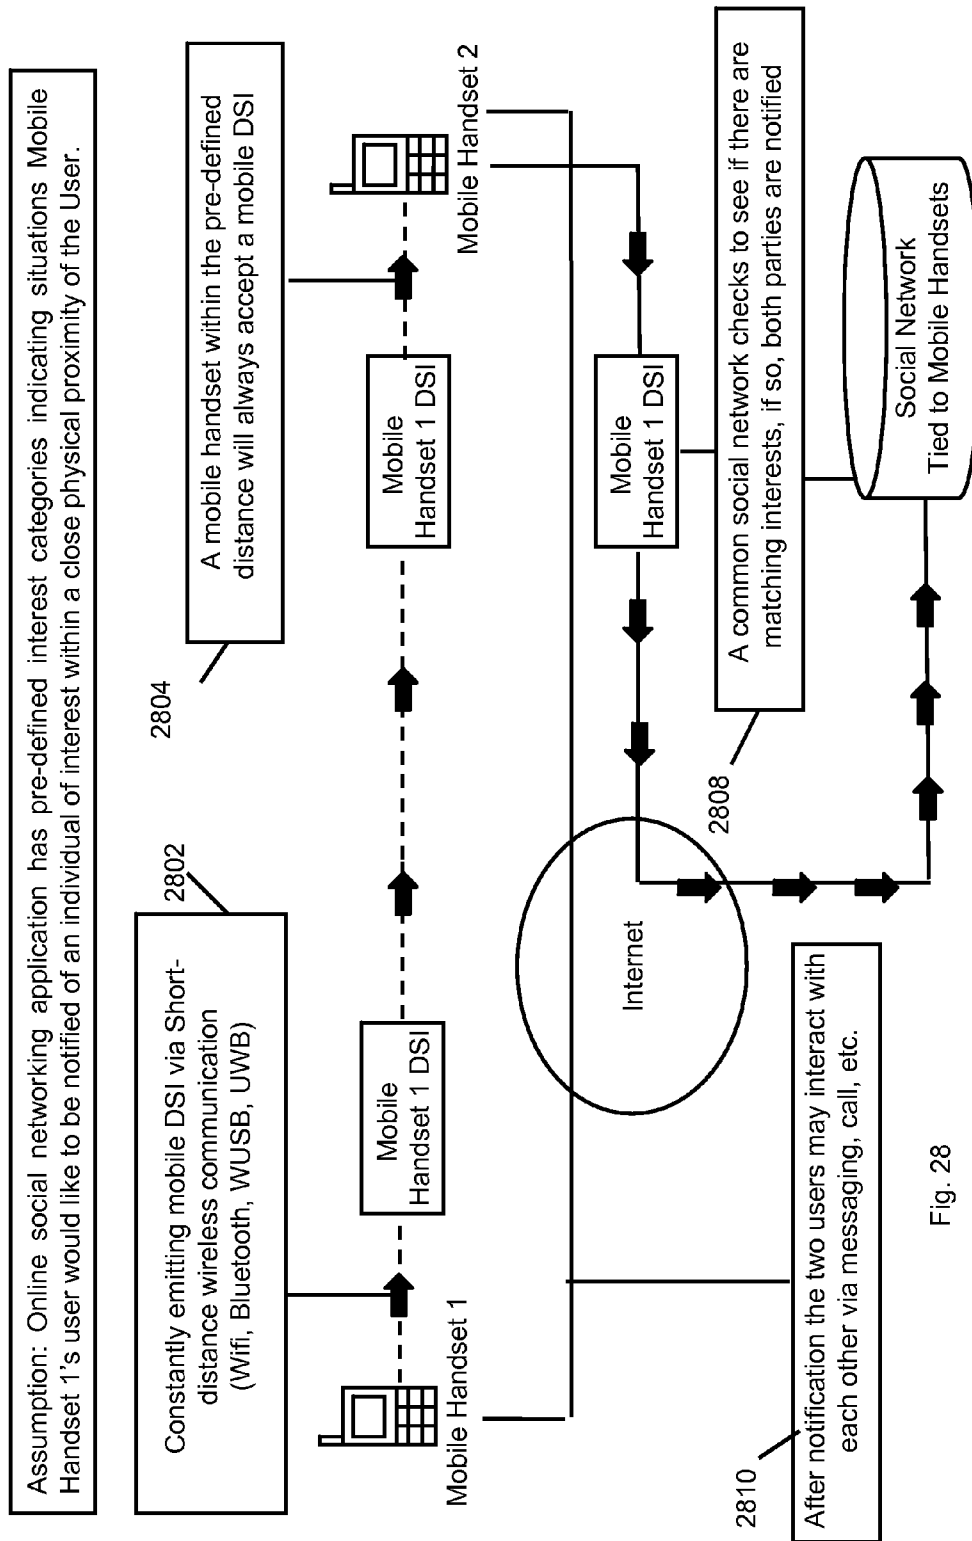 Assumption: Online social networking application has pre-defined interest categories indicating situations Mobile
Handset 1's user would like to be notified of an individual of interest within a close physical proximity of the User.
Constantly emitting mobile DSI via Short-
distance wireless communication
(Wifi, Bluetooth, WUSB, UWB)
2802
2804
A mobile handset within the pre-defined
distance will always accept a mobile DSI
Mobile Handset 1
Mobile
Handset 1 DSI
Mobile
Handset 1 DSI
Mobile Handset 2
Internet
Mobile
Handset 1 DSI
2808
A common social network checks to see if there are
matching interests, if so, both parties are notified
2810
After notification the two users may interact with
each other via messaging, call, etc.
Social Network
Tied to Mobile Handsets
Fig. 28